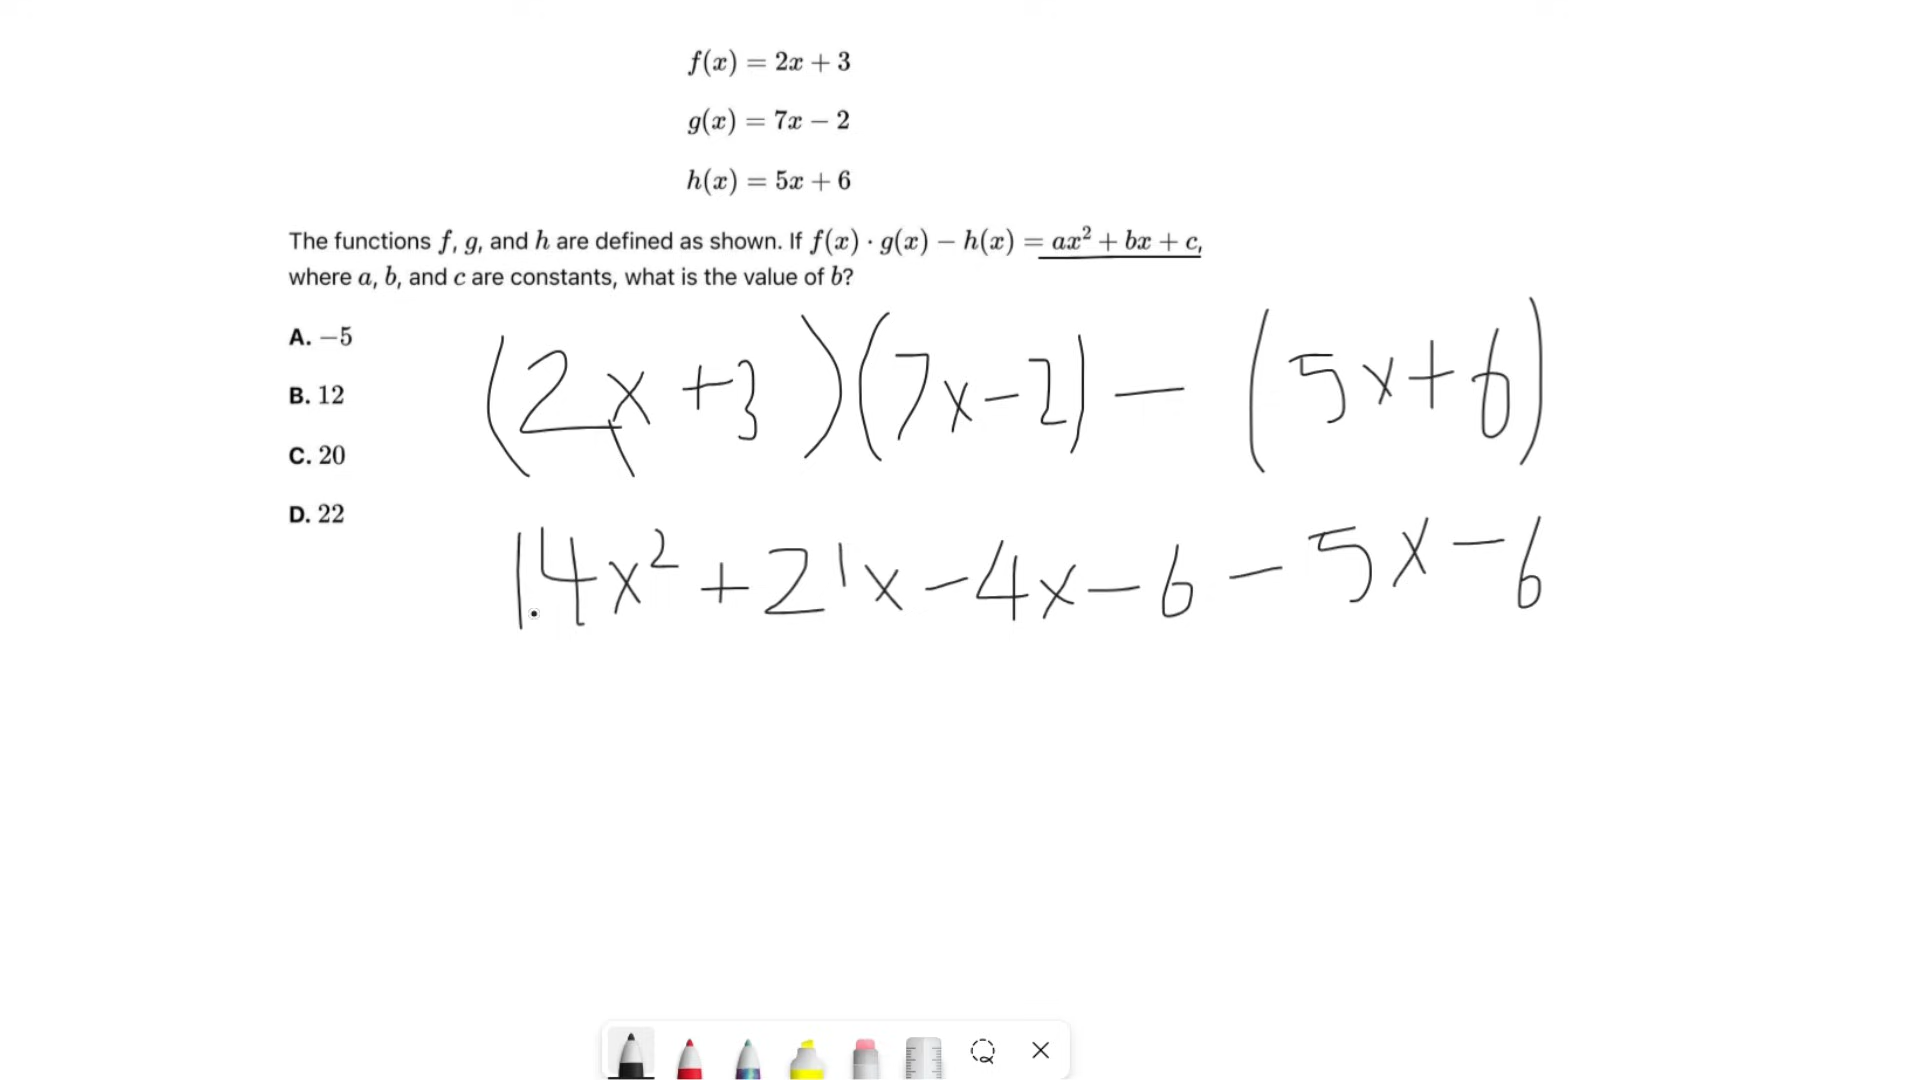 f(x) = 2x + 3
g(x) = 7x − 2
h(x) = 5x + 6
The functions f, g, and h are defined as shown. If f(x) · g(x) − h(x) = ax² + bx + c,
where a, b, and c are constants, what is the value of b?
A. −5
B. 12
C. 20
D. 22
(2x + 3)(7x − 2) − (5x + 6)
14x² + 21x − 4x − 6 − 5x − 6